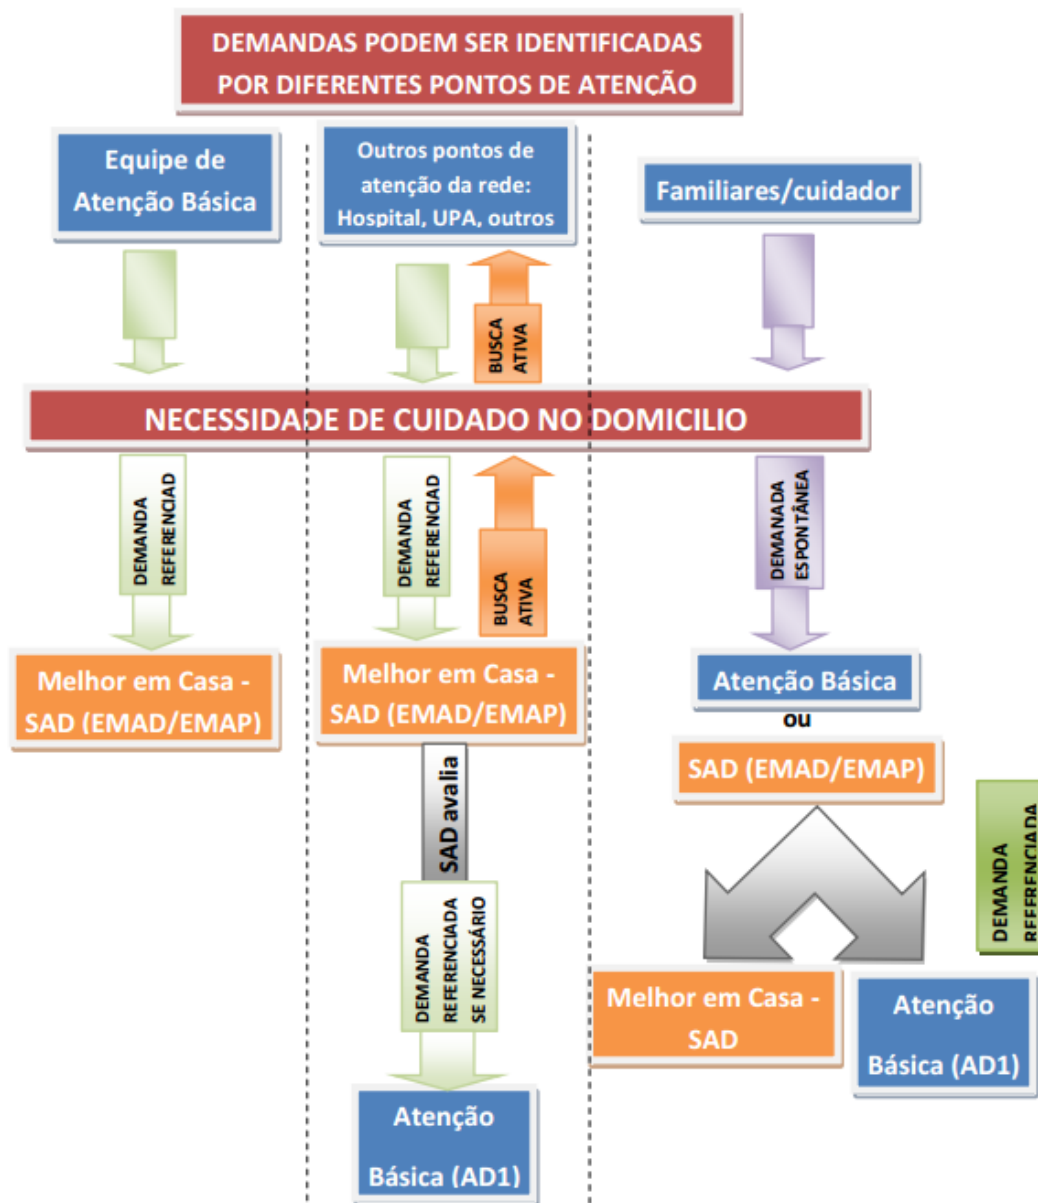 DEMANDAS PODEM SER IDENTIFICADAS
POR DIFERENTES PONTOS DE ATENÇÃO
Equipe de
Atenção Básica
Outros pontos de
atenção da rede:
Hospital, UPA, outros
Familiares/cuidador
BUSCA
ATIVA
NECESSIDADE DE CUIDADO NO DOMICILIO
DEMANDA
REFERENCIAD
DEMANDA
REFERENCIAD
BUSCA
ATIVA
DEMANADA
ESPONTÂNEA
Melhor em Casa -
SAD (EMAD/EMAP)
Melhor em Casa -
SAD (EMAD/EMAP)
Atenção Básica
ou
SAD (EMAD/EMAP)
SAD avalia
DEMANDA
REFERENCIADA
SE NECESSÁRIO
DEMANDA
REFERENCIADA
Melhor em Casa -
SAD
Atenção
Básica (AD1)
Atenção
Básica (AD1)